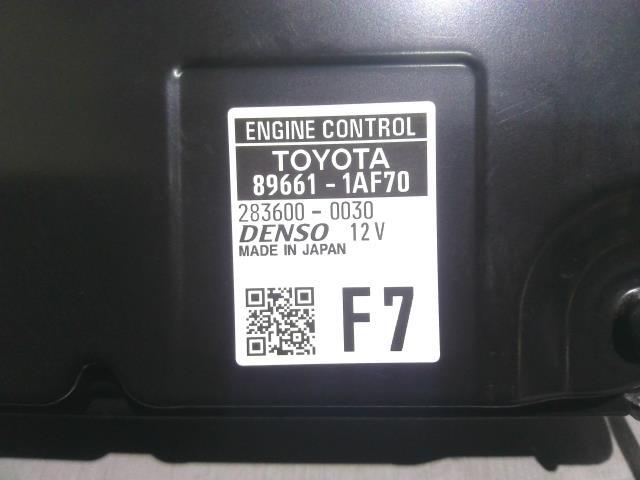 ENGINE CONTROL
TOYOTA
89661-1AF70
283600-0030
DENSO 12V
MADE IN JAPAN
F7